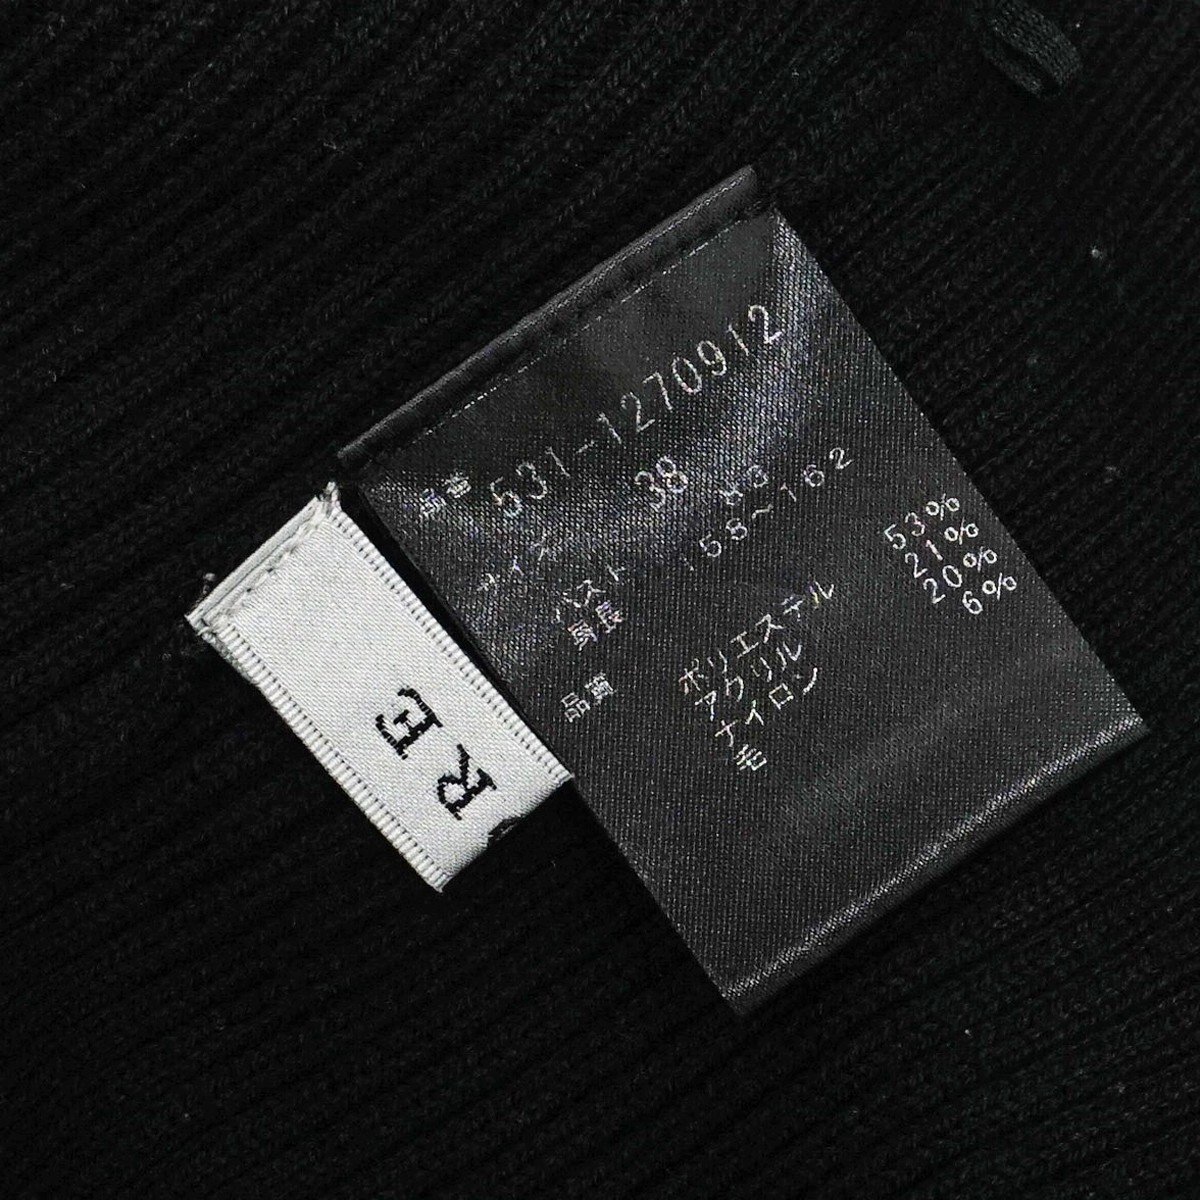 品番 531-1270912
サイズ 38
バスト 83
身長 158~162
品質 ポリエステル 53%
アクリル 21%
ナイロン 20%
毛 6%
RE